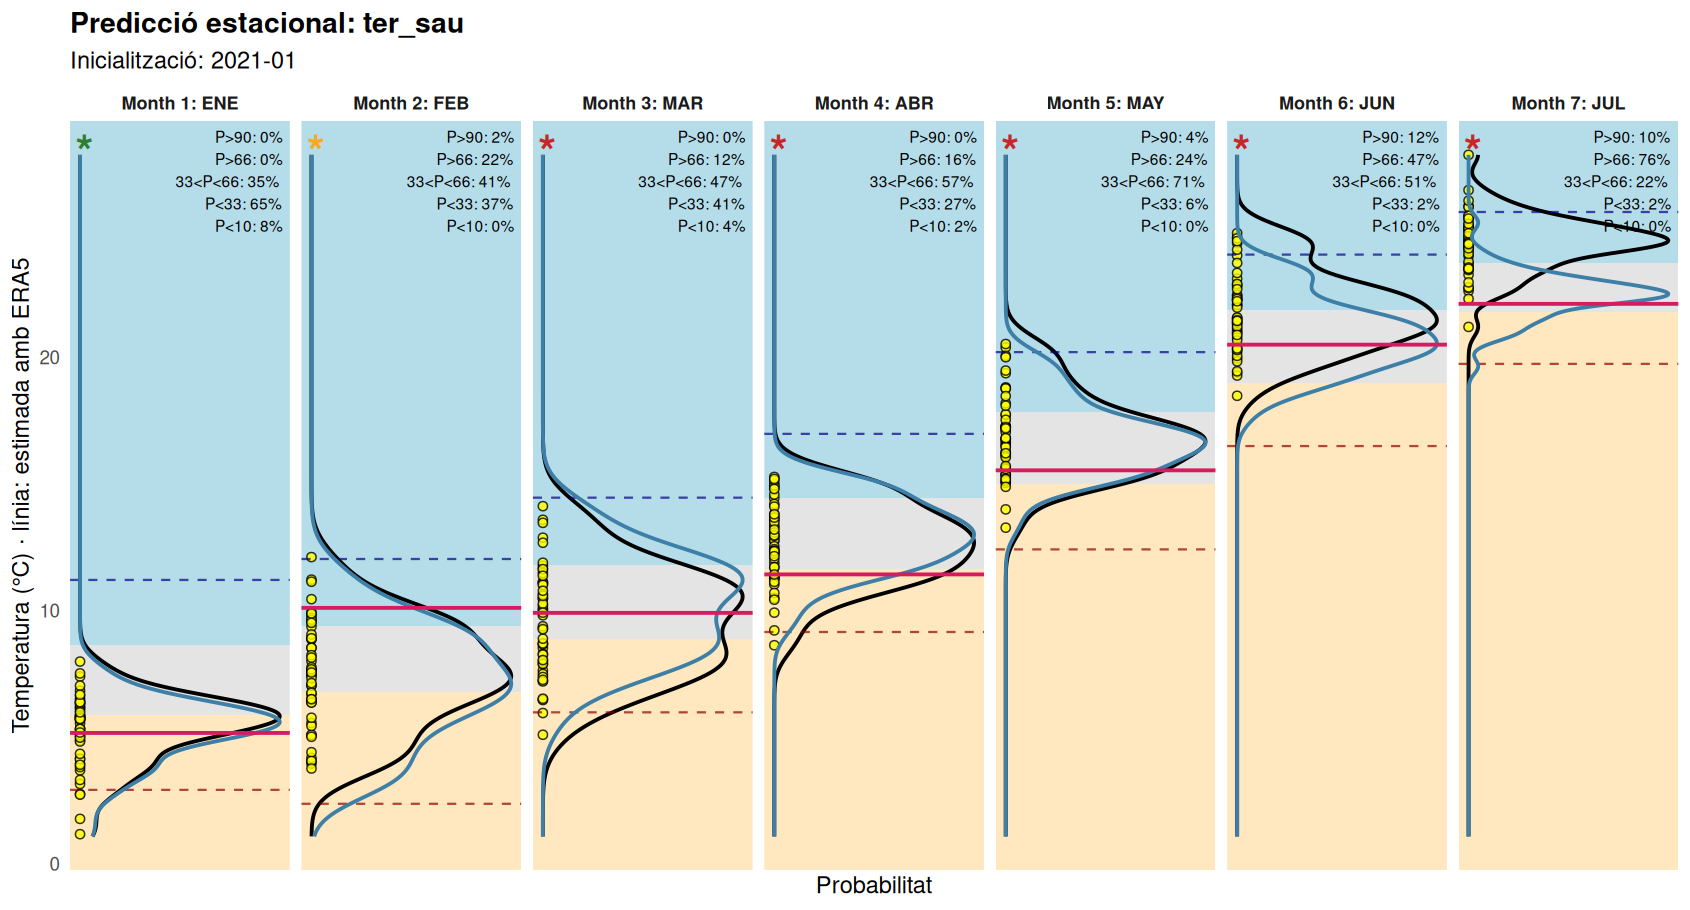 Predicció estacional: ter_sau
Inicialització: 2021-01
Month 1: ENE
Month 2: FEB
Month 3: MAR
Month 4: ABR
Month 5: MAY
Month 6: JUN
Month 7: JUL
*
P>90: 0%
P>66: 0%
33<P<66: 35%
P<33: 65%
P<10: 8%
*
P>90: 2%
P>66: 22%
33<P<66: 41%
P<33: 37%
P<10: 0%
*
P>90: 0%
P>66: 12%
33<P<66: 47%
P<33: 41%
P<10: 4%
*
P>90: 0%
P>66: 16%
33<P<66: 57%
P<33: 27%
P<10: 2%
*
P>90: 4%
P>66: 24%
33<P<66: 71%
P<33: 6%
P<10: 0%
*
P>90: 12%
P>66: 47%
33<P<66: 51%
P<33: 2%
P<10: 0%
*
P>90: 10%
P>66: 76%
33<P<66: 22%
P<33: 2%
P<10: 0%
Temperatura (°C) · línia: estimada amb ERA5
20
10
0
Probabilitat